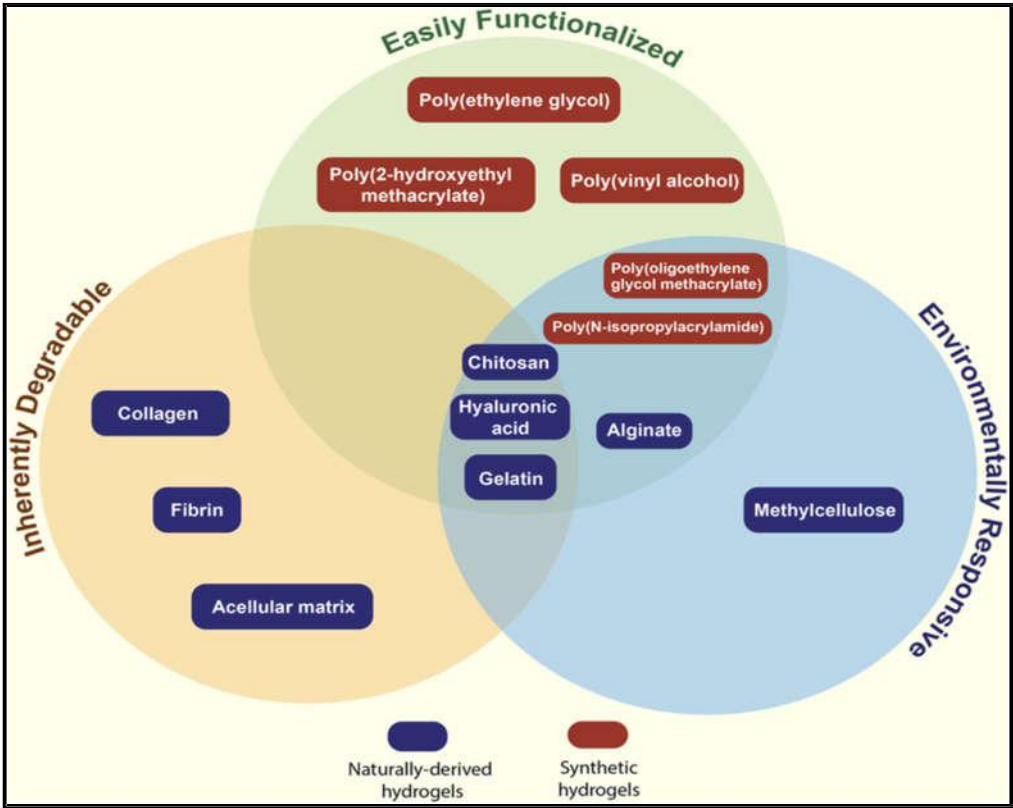 Easily Functionalized
Poly(ethylene glycol)
Poly(2-hydroxyethyl
methacrylate)
Poly(vinyl alcohol)
Poly(oligoethylene
glycol methacrylate)
Poly(N-isopropylacrylamide)
Inherently Degradable
Environmentally Responsive
Chitosan
Collagen
Hyaluronic
acid
Alginate
Gelatin
Fibrin
Methylcellulose
Acellular matrix
Naturally-derived
hydrogels
Synthetic
hydrogels